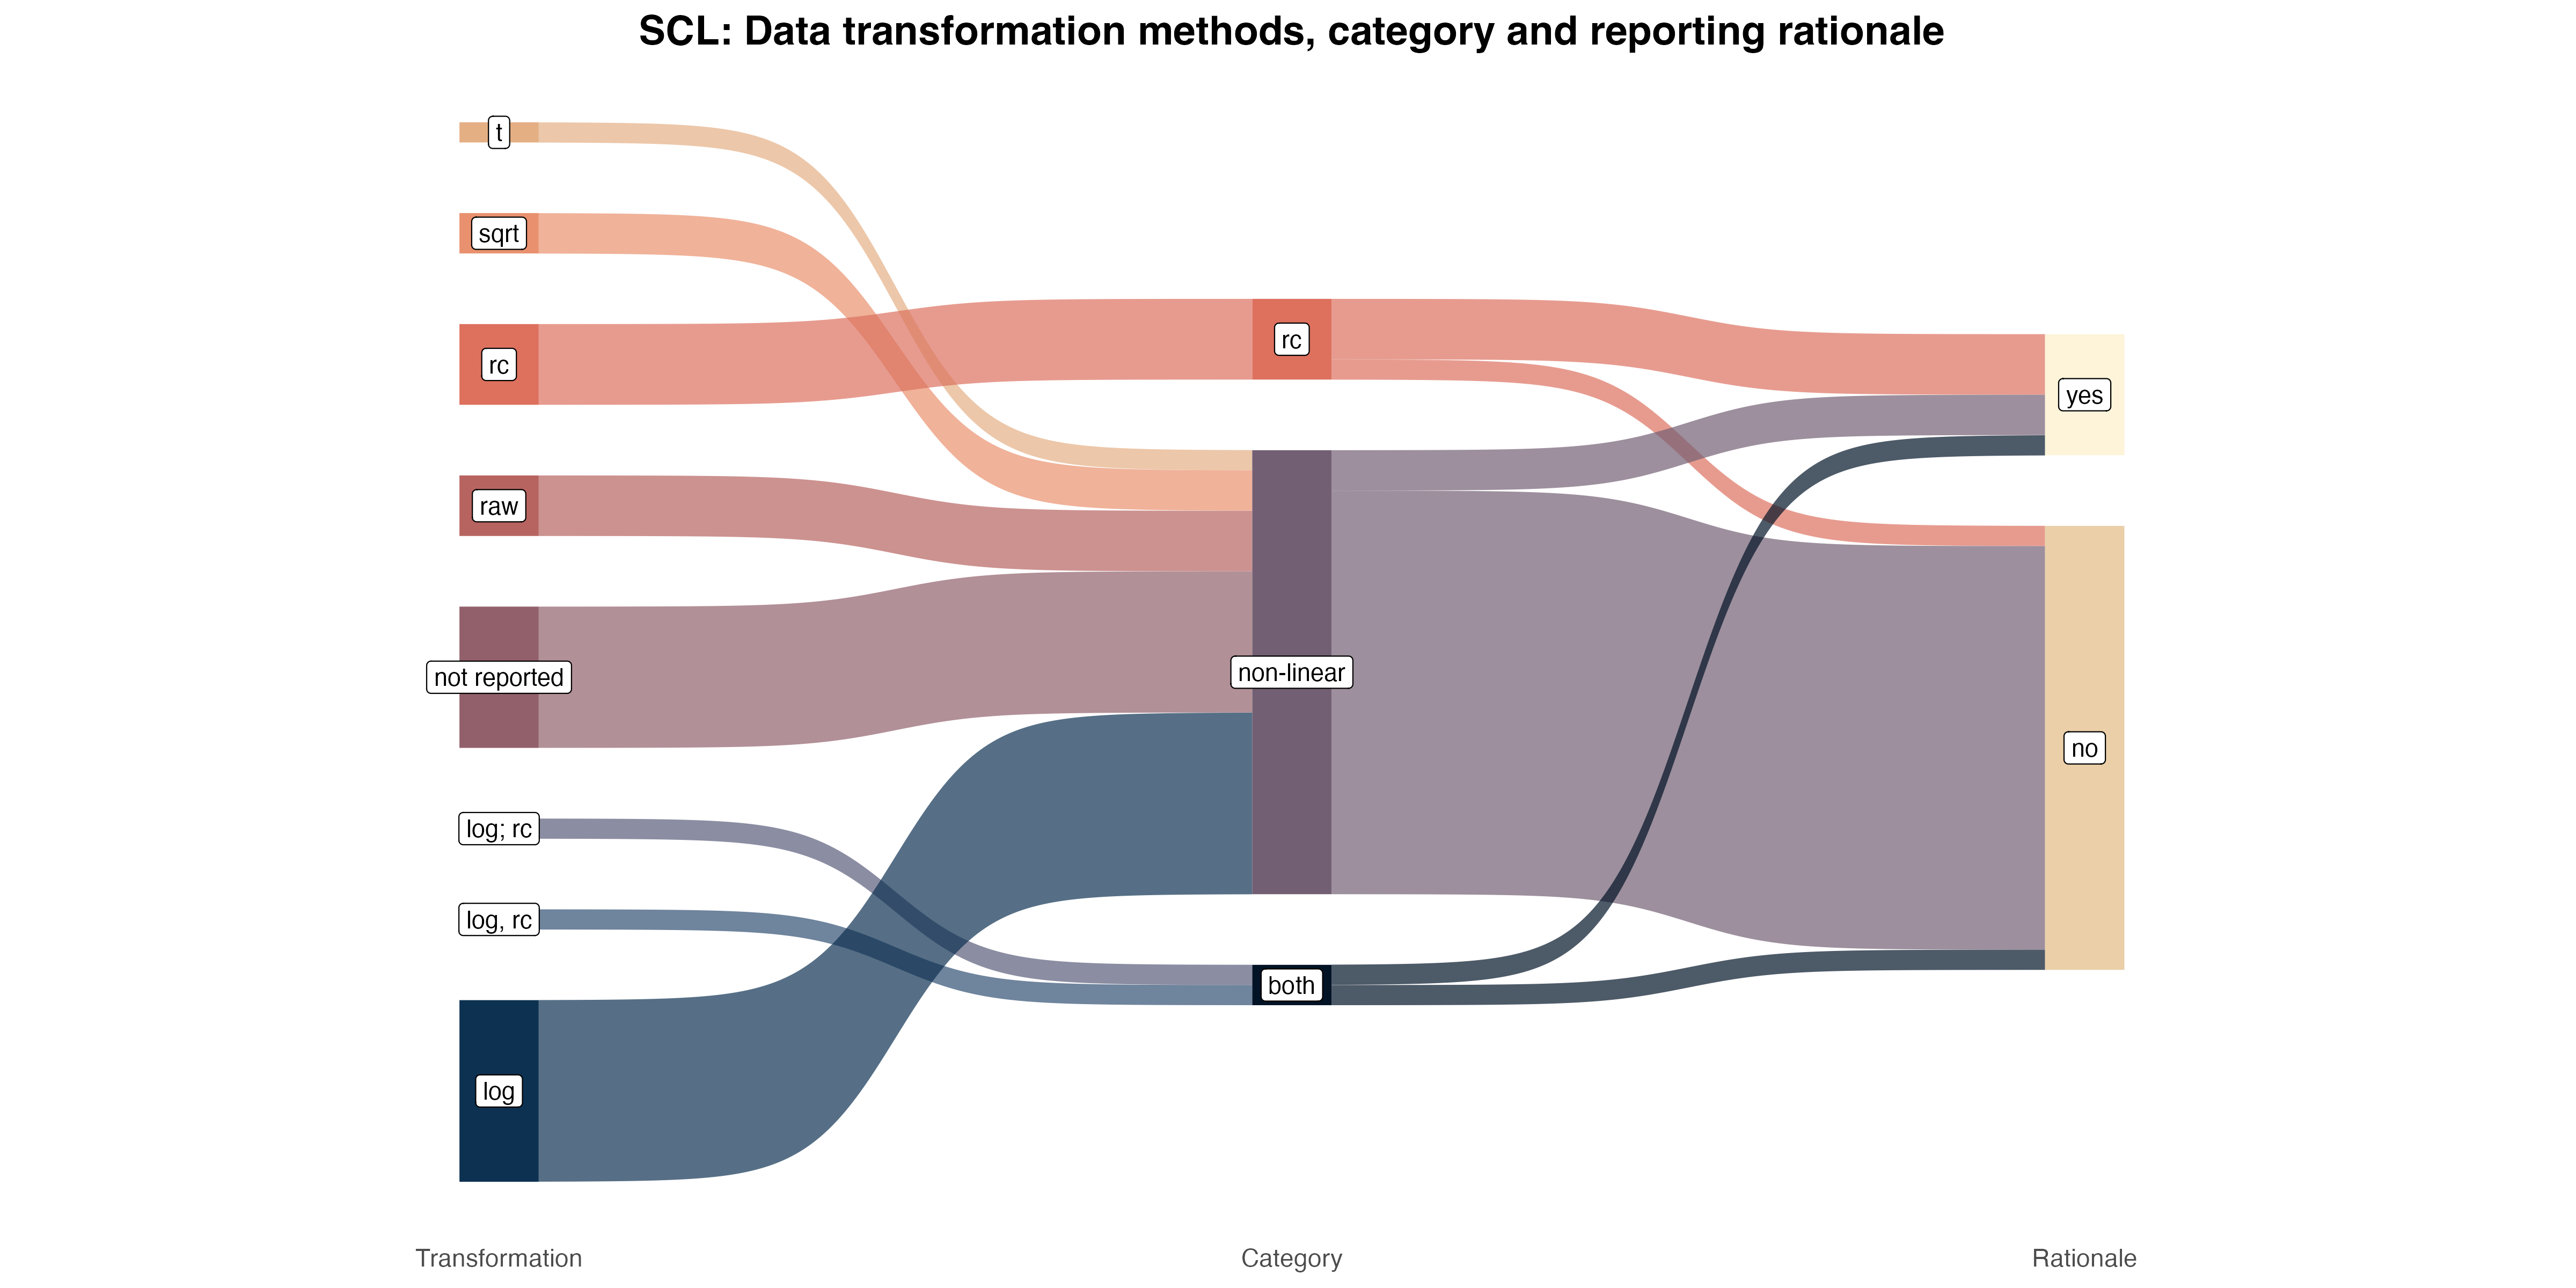 SCL: Data transformation methods, category and reporting rationale
t
sqrt
rc
raw
not reported
log; rc
log, rc
log
rc
non-linear
both
yes
no
Transformation
Category
Rationale